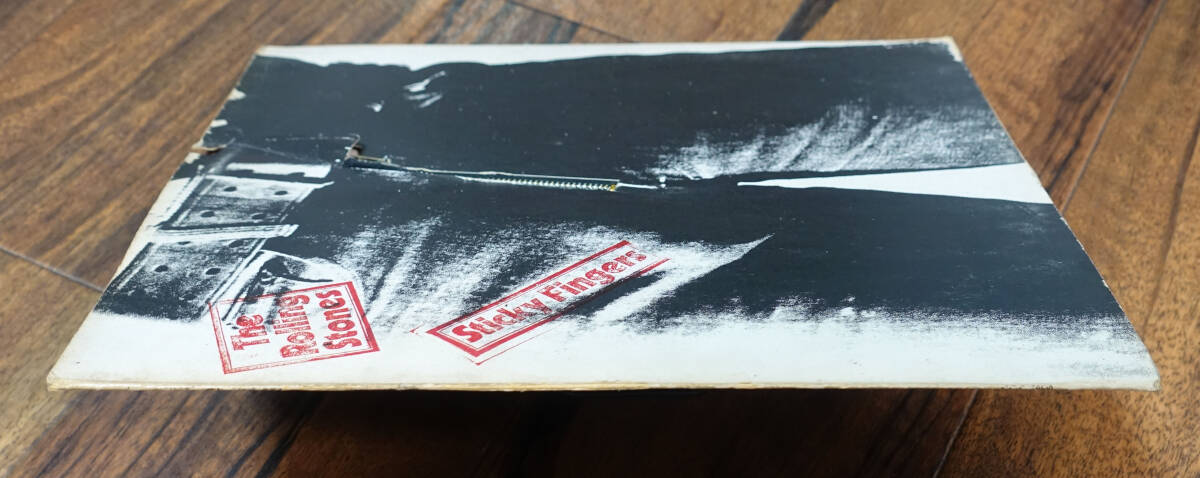 The
Rolling
Stones
Sticky Fingers